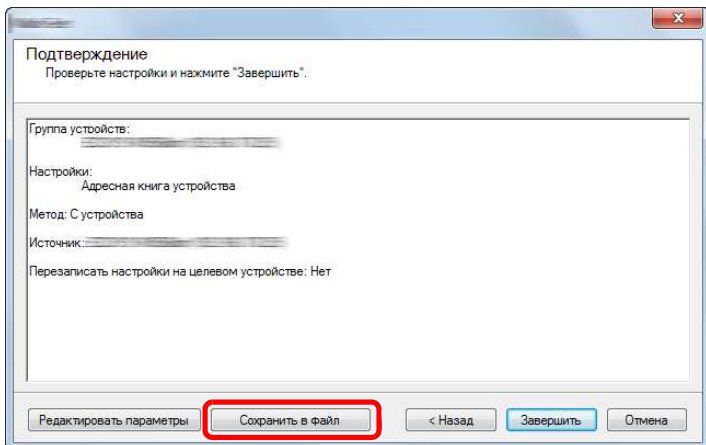 Подтверждение
Проверьте настройки и нажмите "Завершить".
Группа устройств:
Настройки:
Адресная книга устройства
Метод: С устройства
Источник:
Перезаписать настройки на целевом устройстве: Нет
Редактировать параметры
Сохранить в файл
< Назад
Завершить
Отмена